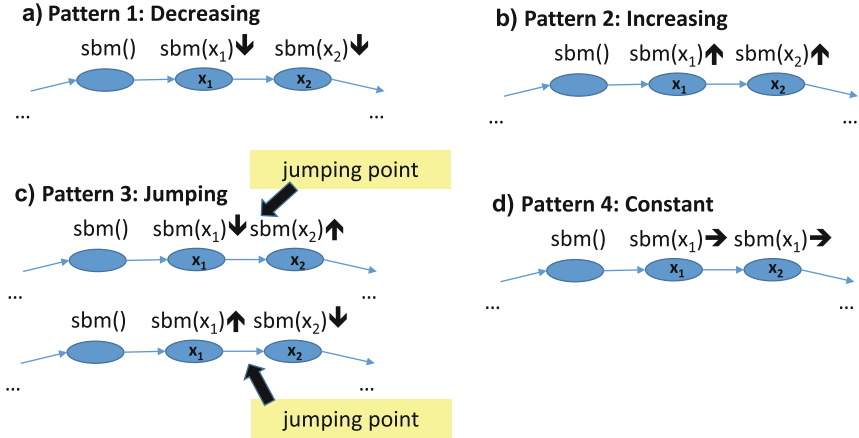 a) Pattern 1: Decreasing
sbm() sbm(x₁)🡻 sbm(x₂)🡻
x₁ x₂
... ...
b) Pattern 2: Increasing
sbm() sbm(x₁)🡹 sbm(x₂)🡹
x₁ x₂
... ...
jumping point
c) Pattern 3: Jumping
sbm() sbm(x₁)🡻 sbm(x₂)🡹
x₁ x₂
... ...
sbm() sbm(x₁)🡹 sbm(x₂)🡻
x₁ x₂
... ...
jumping point
d) Pattern 4: Constant
sbm() sbm(x₁)🡺 sbm(x₁)🡺
x₁ x₂
... ...